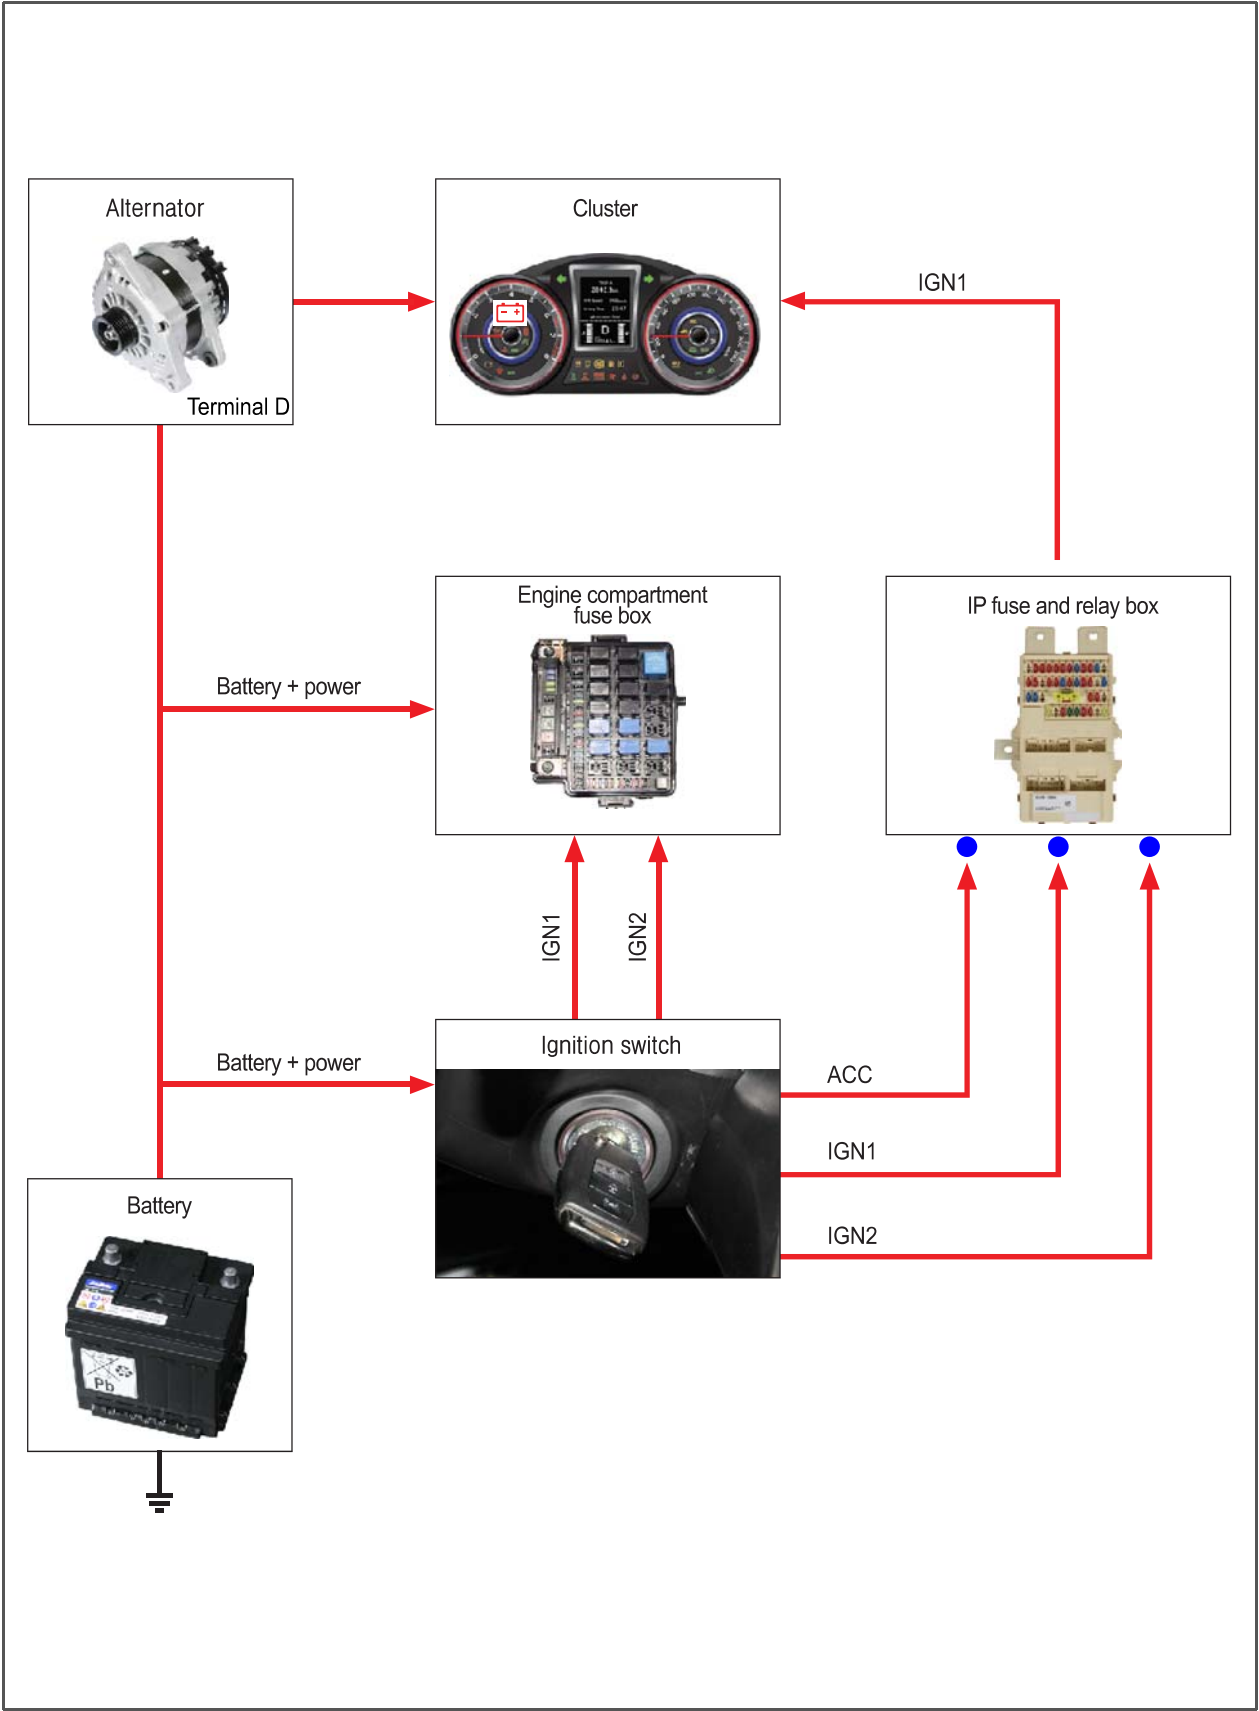 Alternator
Terminal D
Cluster
D
IGN1
Engine compartment
fuse box
IP fuse and relay box
Battery + power
IGN1
IGN2
Battery + power
Ignition switch
ACC
IGN1
IGN2
Battery
Pb